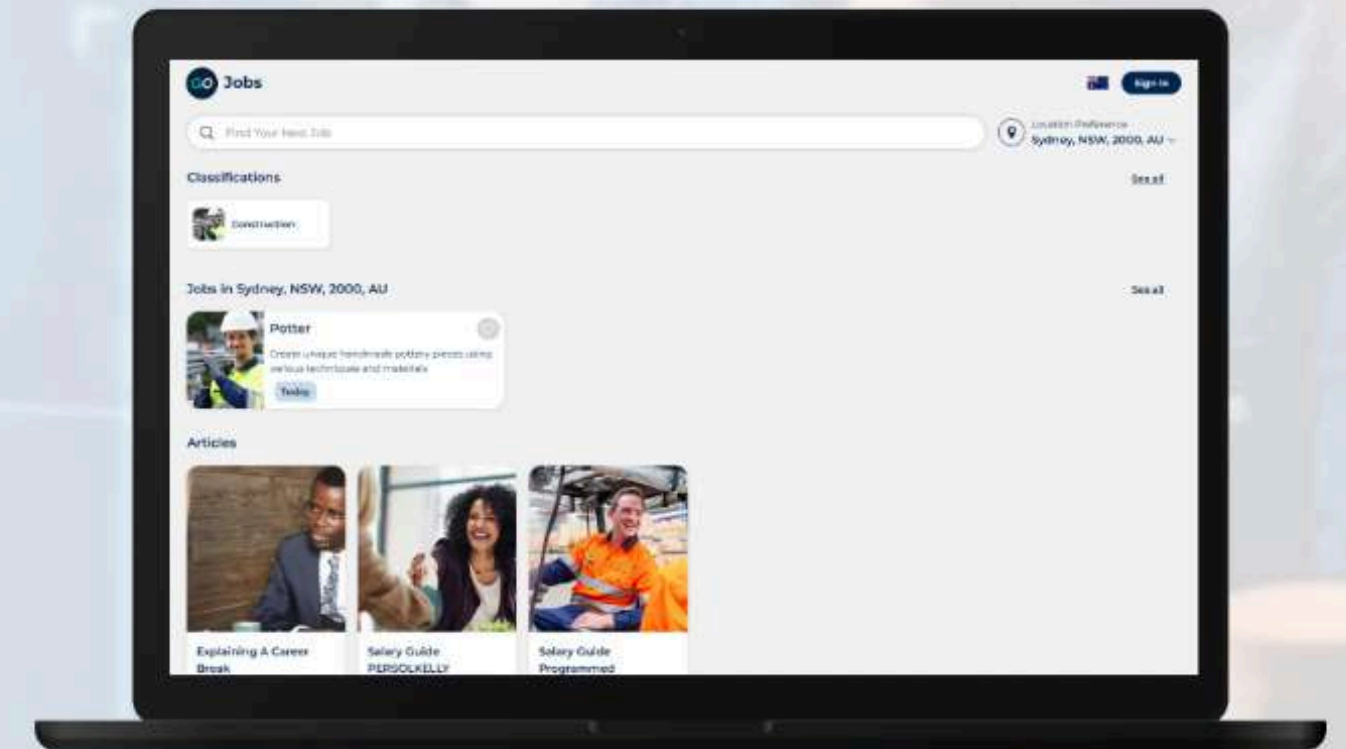 GO Jobs
Sign In
Find Your Next Job
Location Preference
Sydney, NSW, 2000, AU
Classifications
See all
Construction
Jobs in Sydney, NSW, 2000, AU
See all
Potter
Create unique handmade pottery pieces using
various techniques and materials
Today
Articles
Explaining A Career
Break
Salary Guide
PERSOLKELLY
Salary Guide
Programmed